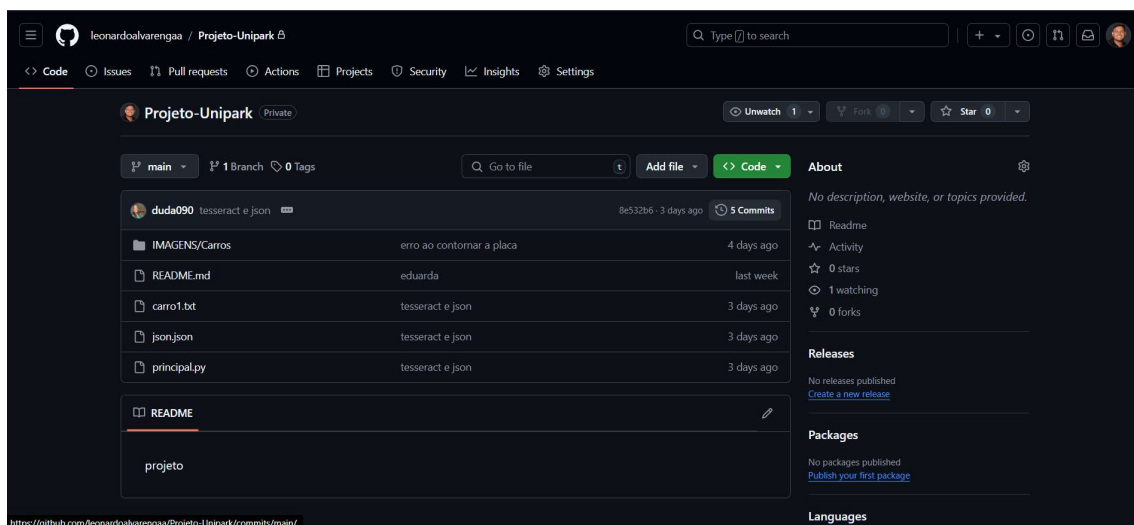 leonardoalvarengaa / Projeto-Unipark
Type / to search
Code Issues Pull requests Actions Projects Security Insights Settings
Projeto-Unipark Private
Unwatch 1 Fork 0 Star 0
main 1 Branch 0 Tags Go to file t Add file Code
duda090 tesseract e json 8e532b6 · 3 days ago 5 Commits
IMAGENS/Carros erro ao contornar a placa 4 days ago
README.md eduarda last week
carro1.txt tesseract e json 3 days ago
json.json tesseract e json 3 days ago
principal.py tesseract e json 3 days ago
README
projeto
About
No description, website, or topics provided.
Readme
Activity
0 stars
1 watching
0 forks
Releases
No releases published
Create a new release
Packages
No packages published
Publish your first package
Languages
https://github.com/leonardoalvarengaa/Projeto-Unipark/commits/main/